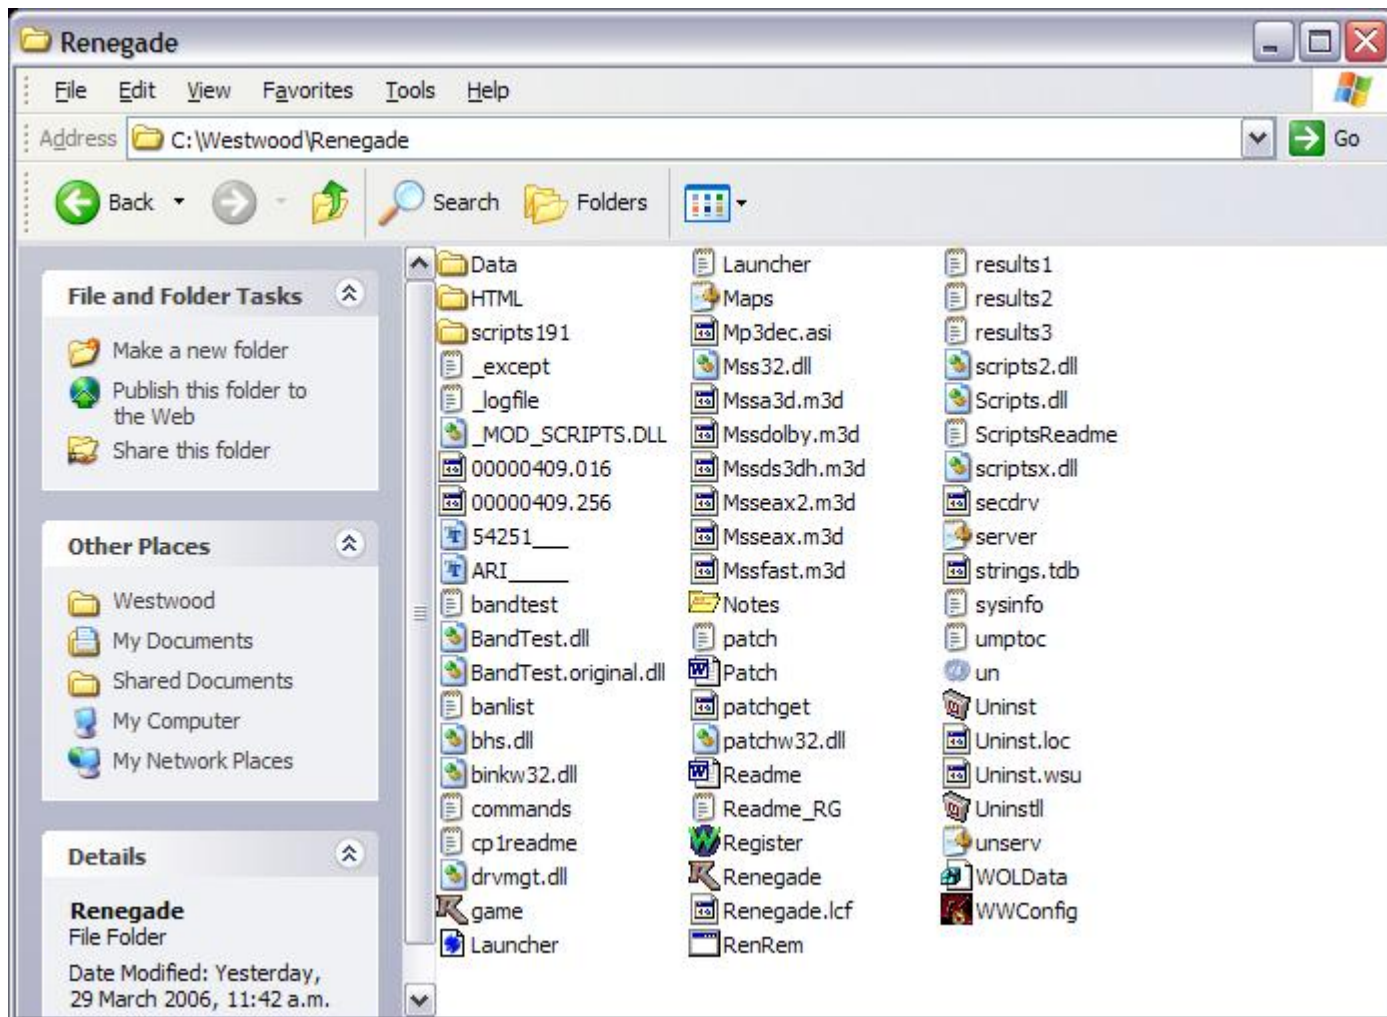 Renegade
File Edit View Favorites Tools Help
Address C:\Westwood\Renegade Go
Back Search Folders
File and Folder Tasks
Make a new folder
Publish this folder to
the Web
Share this folder
Other Places
Westwood
My Documents
Shared Documents
My Computer
My Network Places
Details
Renegade
File Folder
Date Modified: Yesterday,
29 March 2006, 11:42 a.m.
Data
HTML
scripts191
_except
_logfile
_MOD_SCRIPTS.DLL
00000409.016
00000409.256
54251___
ARI_____
bandtest
BandTest.dll
BandTest.original.dll
banlist
bhs.dll
binkw32.dll
commands
cp1readme
drvmgt.dll
game
Launcher
Launcher
Maps
Mp3dec.asi
Mss32.dll
Mssa3d.m3d
Mssdolby.m3d
Mssds3dh.m3d
Msseax2.m3d
Msseax.m3d
Mssfast.m3d
Notes
patch
Patch
patchget
patchw32.dll
Readme
Readme_RG
Register
Renegade
Renegade.lcf
RenRem
results1
results2
results3
scripts2.dll
Scripts.dll
ScriptsReadme
scriptsx.dll
secdrv
server
strings.tdb
sysinfo
umptoc
un
Uninst
Uninst.loc
Uninst.wsu
Uninstll
unserv
WOLData
WWConfig